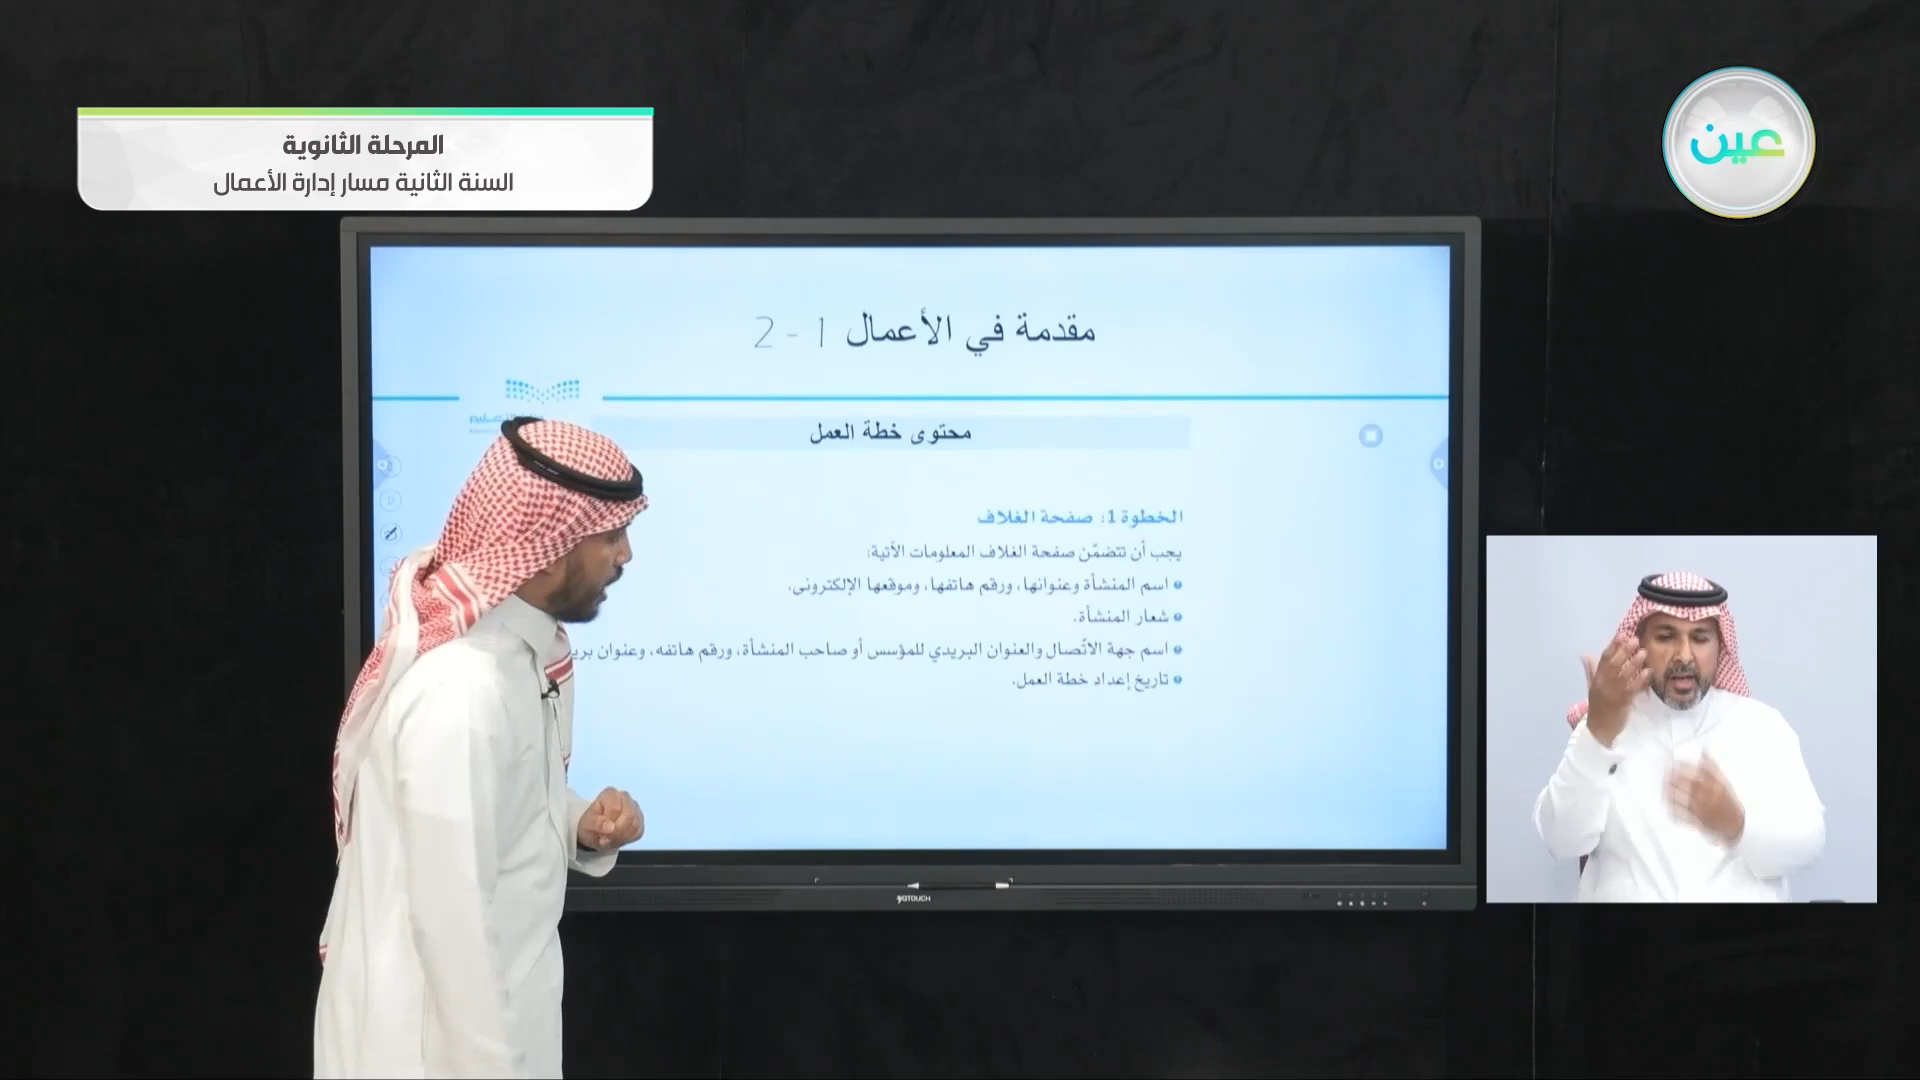 المرحلة الثانوية
السنة الثانية مسار إدارة الأعمال
عين
مقدمة في الأعمال 1 - 2
محتوى خطة العمل
الخطوة 1: صفحة الغلاف
يجب أن تتضمّن صفحة الغلاف المعلومات الآتية:
اسم المنشأة وعنوانها، ورقم هاتفها، وموقعها الإلكتروني.
شعار المنشأة.
اسم جهة الاتّصال والعنوان البريدي للمؤسس أو صاحب المنشأة، ورقم هاتفه، وعنوان
تاريخ إعداد خطة العمل.
YQTOUCH